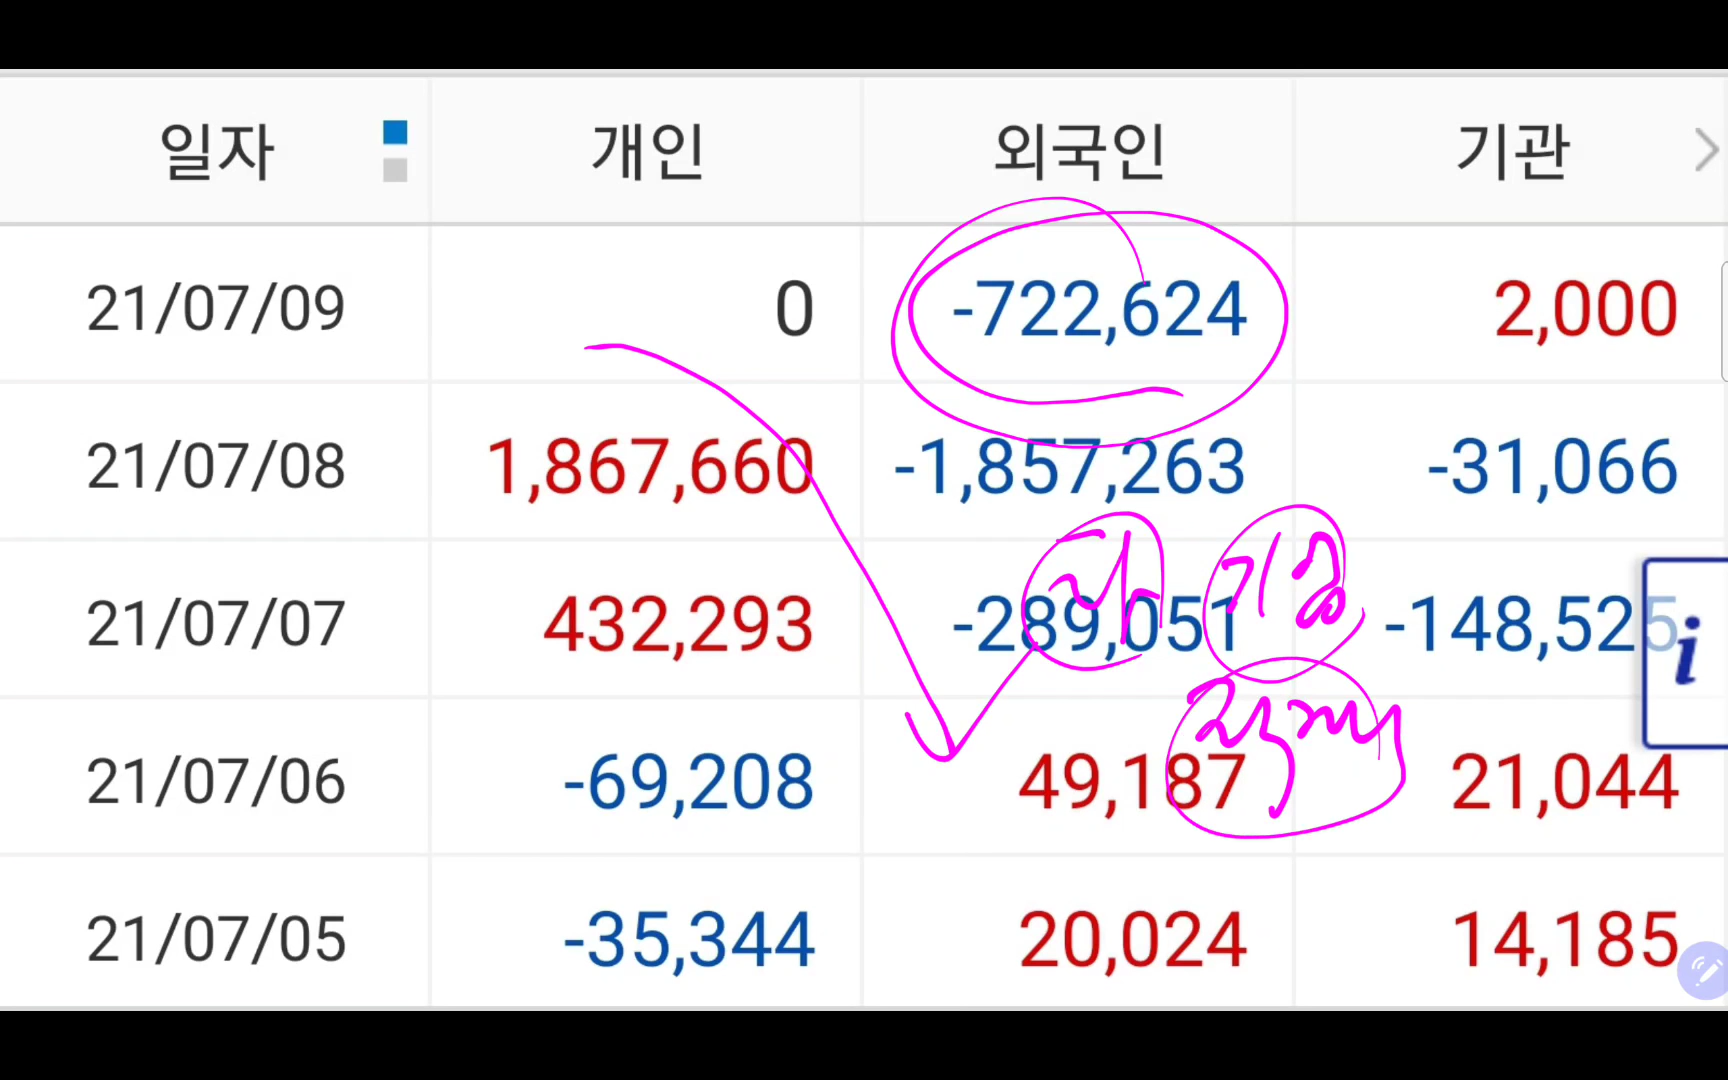 일자 개인 외국인 기관
21/07/09 0 -722,624 2,000
21/07/08 1,867,660 -1,857,263 -31,066
21/07/07 432,293 -289,051 -148,525
21/07/06 -69,208 49,187 21,044
21/07/05 -35,344 20,024 14,185
i